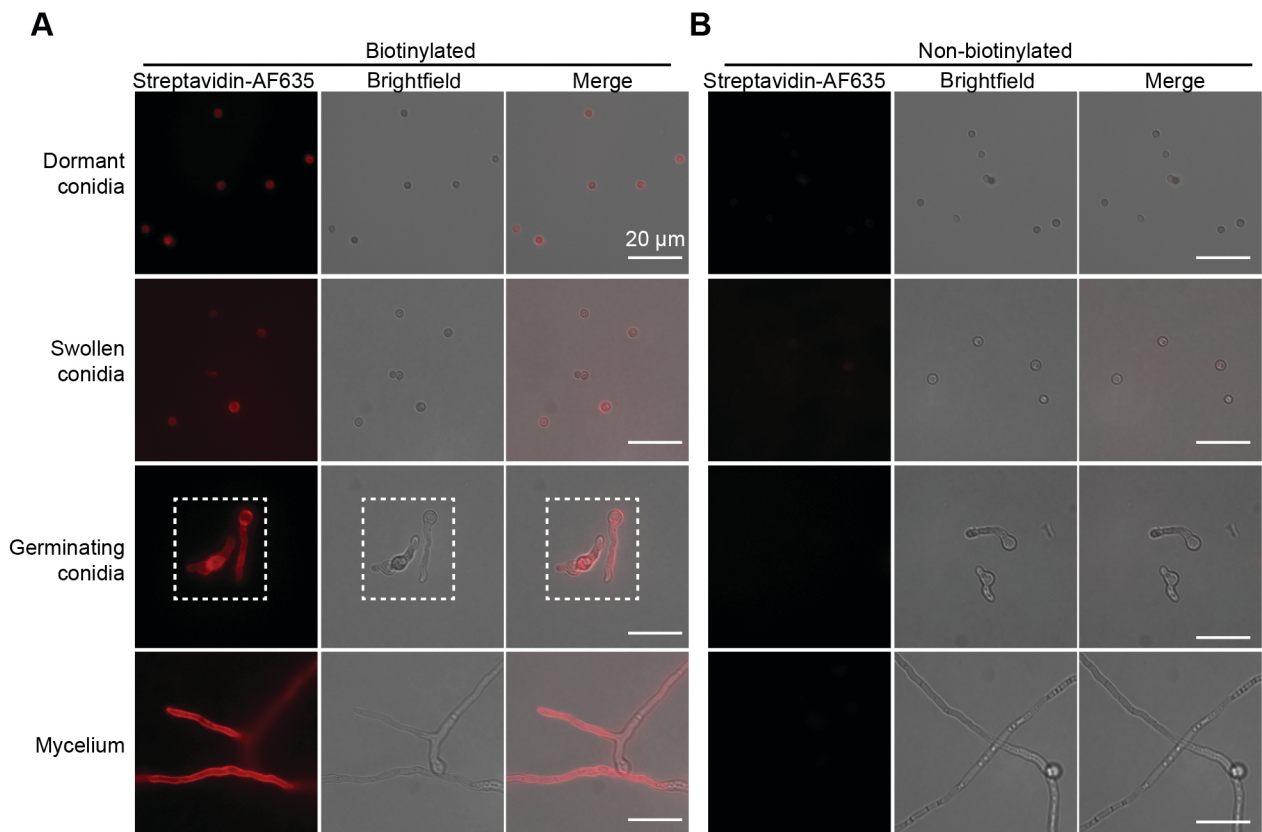 A
B
Biotinylated
Non-biotinylated
Streptavidin-AF635
Brightfield
Merge
Streptavidin-AF635
Brightfield
Merge
Dormant
conidia
20 µm
Swollen
conidia
Germinating
conidia
Mycelium